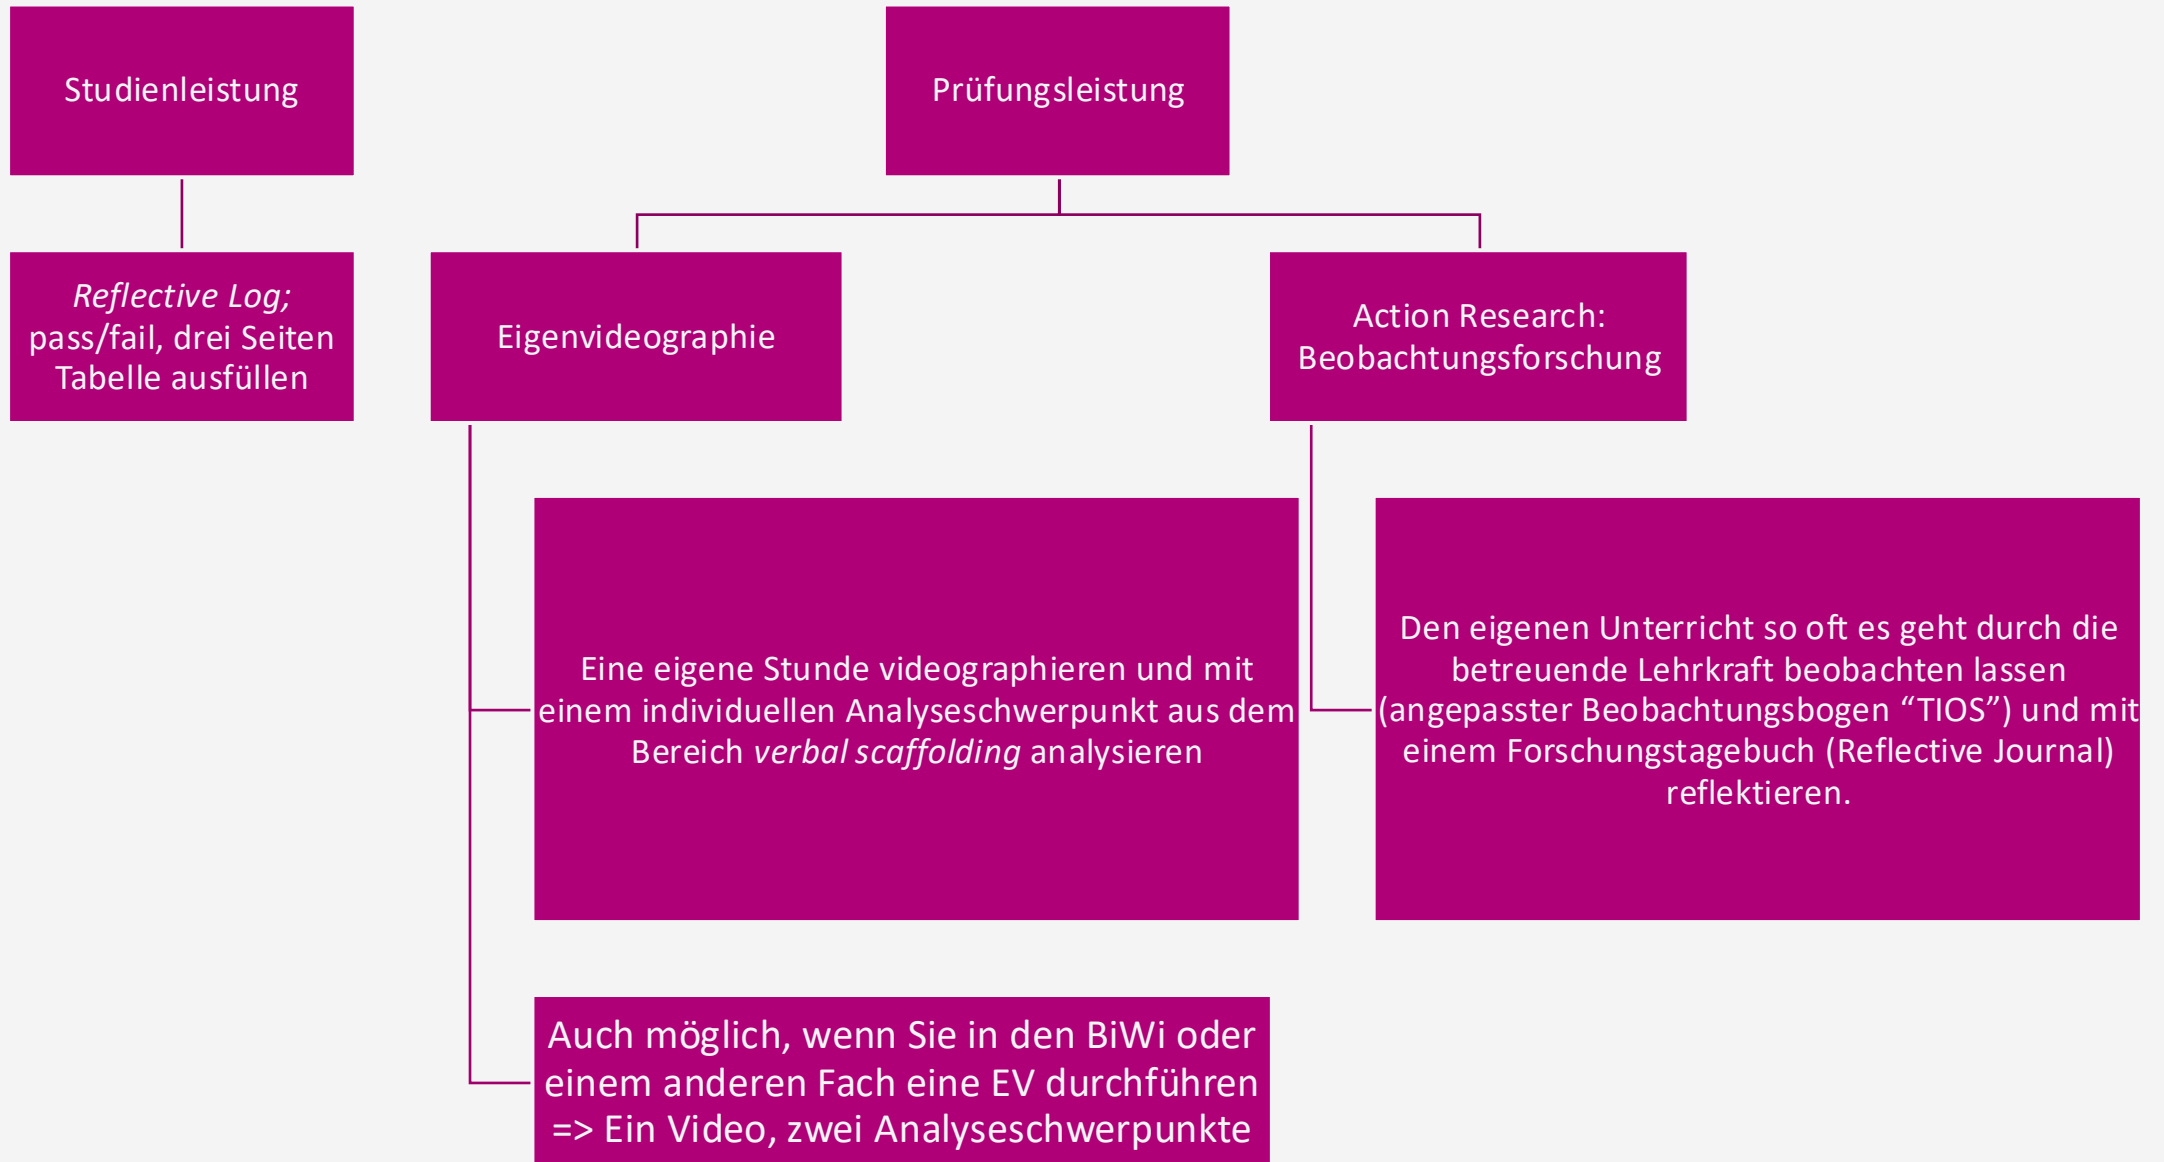 Studienleistung
Prüfungsleistung
Reflective Log;
pass/fail, drei Seiten
Tabelle ausfüllen
Eigenvideographie
Action Research:
Beobachtungsforschung
Eine eigene Stunde videographieren und mit
einem individuellen Analyseschwerpunkt aus dem
Bereich verbal scaffolding analysieren
Den eigenen Unterricht so oft es geht durch die
betreuende Lehrkraft beobachten lassen
(angepasster Beobachtungsbogen “TIOS”) und mit
einem Forschungstagebuch (Reflective Journal)
reflektieren.
Auch möglich, wenn Sie in den BiWi oder
einem anderen Fach eine EV durchführen
=> Ein Video, zwei Analyseschwerpunkte